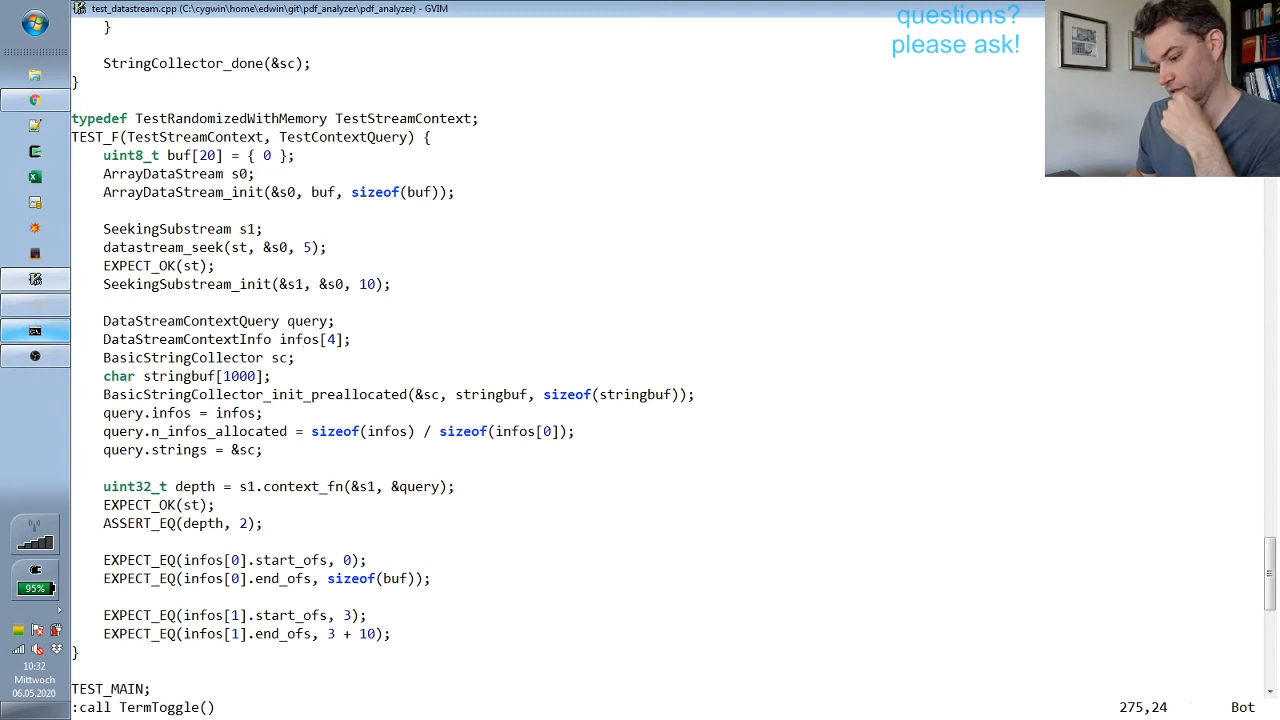 test_datastream.cpp (C:\cygwin\home\edwin\git\pdf_analyzer\pdf_analyzer) - GVIM
questions?
please ask!
}
StringCollector_done(&sc);
}
typedef TestRandomizedWithMemory TestStreamContext;
TEST_F(TestStreamContext, TestContextQuery) {
uint8_t buf[20] = { 0 };
ArrayDataStream s0;
ArrayDataStream_init(&s0, buf, sizeof(buf));
SeekingSubstream s1;
datastream_seek(st, &s0, 5);
EXPECT_OK(st);
SeekingSubstream_init(&s1, &s0, 10);
DataStreamContextQuery query;
DataStreamContextInfo infos[4];
BasicStringCollector sc;
char stringbuf[1000];
BasicStringCollector_init_preallocated(&sc, stringbuf, sizeof(stringbuf));
query.infos = infos;
query.n_infos_allocated = sizeof(infos) / sizeof(infos[0]);
query.strings = &sc;
uint32_t depth = s1.context_fn(&s1, &query);
EXPECT_OK(st);
ASSERT_EQ(depth, 2);
EXPECT_EQ(infos[0].start_ofs, 0);
EXPECT_EQ(infos[0].end_ofs, sizeof(buf));
EXPECT_EQ(infos[1].start_ofs, 3);
EXPECT_EQ(infos[1].end_ofs, 3 + 10);
}
TEST_MAIN;
:call TermToggle()
275,24
Bot
95%
10:32
Mittwoch
06.05.2020